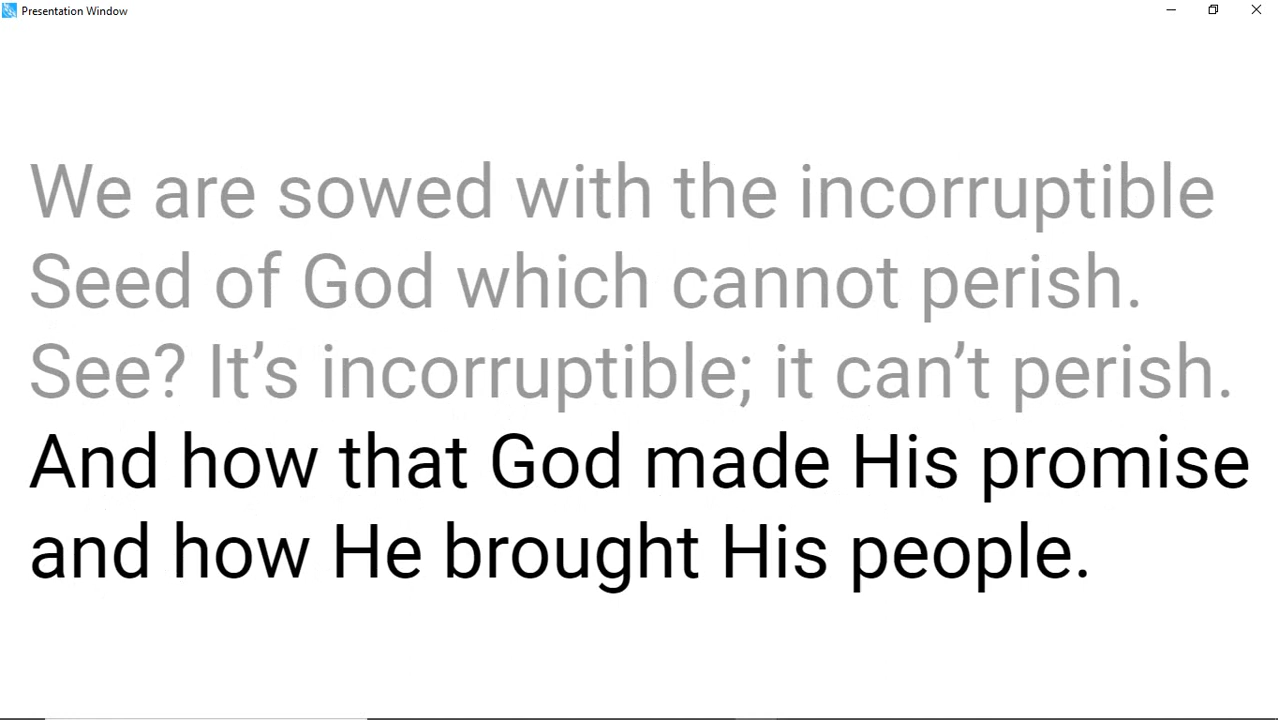 Presentation Window
We are sowed with the incorruptible
Seed of God which cannot perish.
See? It’s incorruptible; it can’t perish.
And how that God made His promise
and how He brought His people.